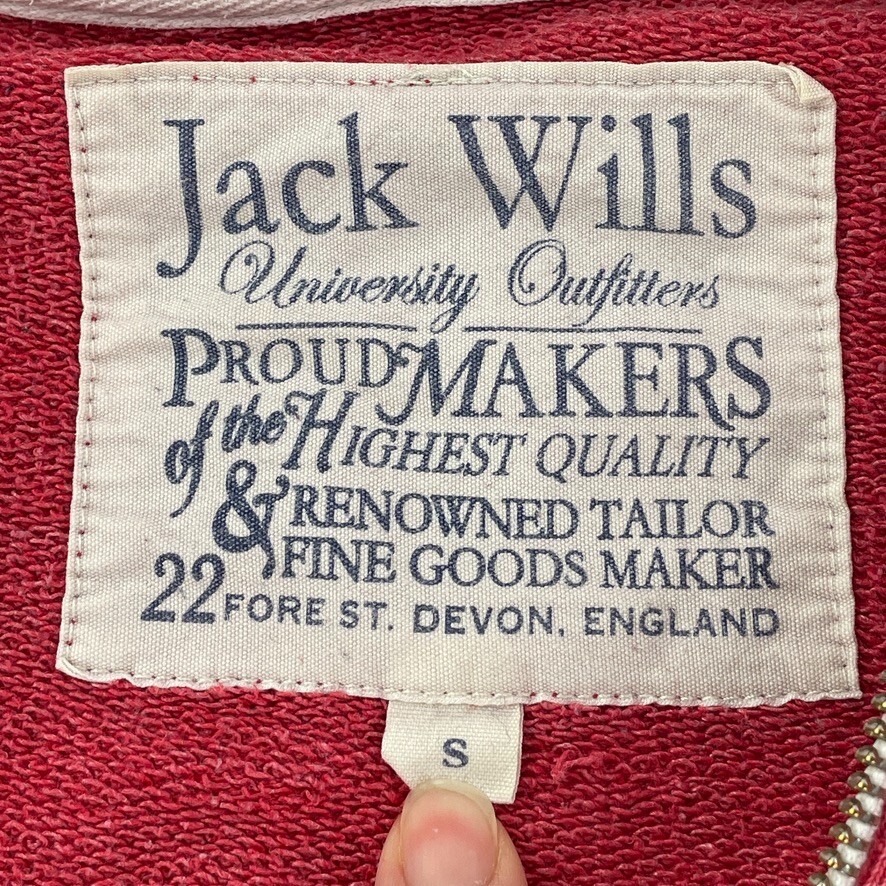 Jack Wills
University Outfitters
PROUD MAKERS
of the HIGHEST QUALITY
& RENOWNED TAILOR
FINE GOODS MAKER
22 FORE ST. DEVON, ENGLAND
S